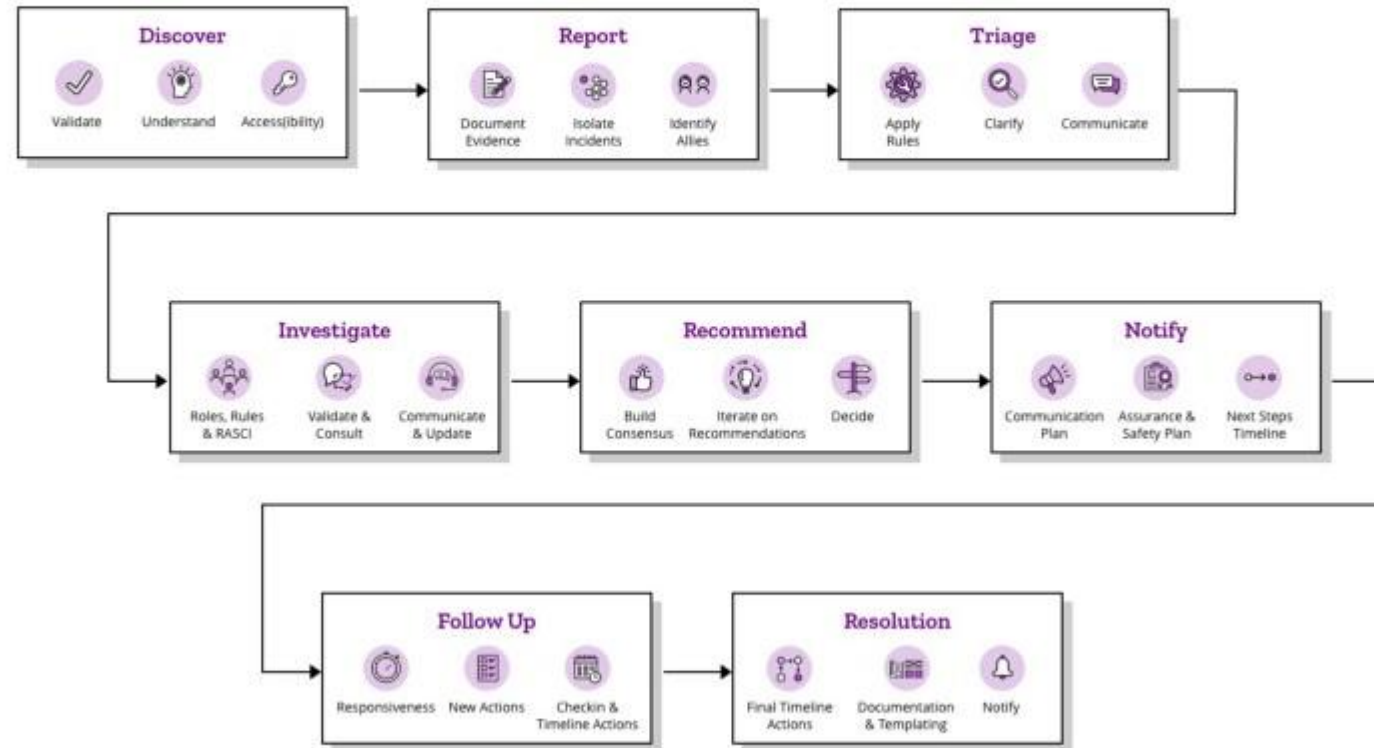 Discover
Validate
Understand
Access(ibility)
Report
Document
Evidence
Isolate
Incidents
Identify
Allies
Triage
Apply
Rules
Clarify
Communicate
Investigate
Roles, Rules
& RASCI
Validate &
Consult
Communicate
& Update
Recommend
Build
Consensus
Iterate on
Recommendations
Decide
Notify
Communication
Plan
Assurance &
Safety Plan
Next Steps
Timeline
Follow Up
Responsiveness
New Actions
Checkin &
Timeline Actions
Resolution
Final Timeline
Actions
Documentation
& Templating
Notify